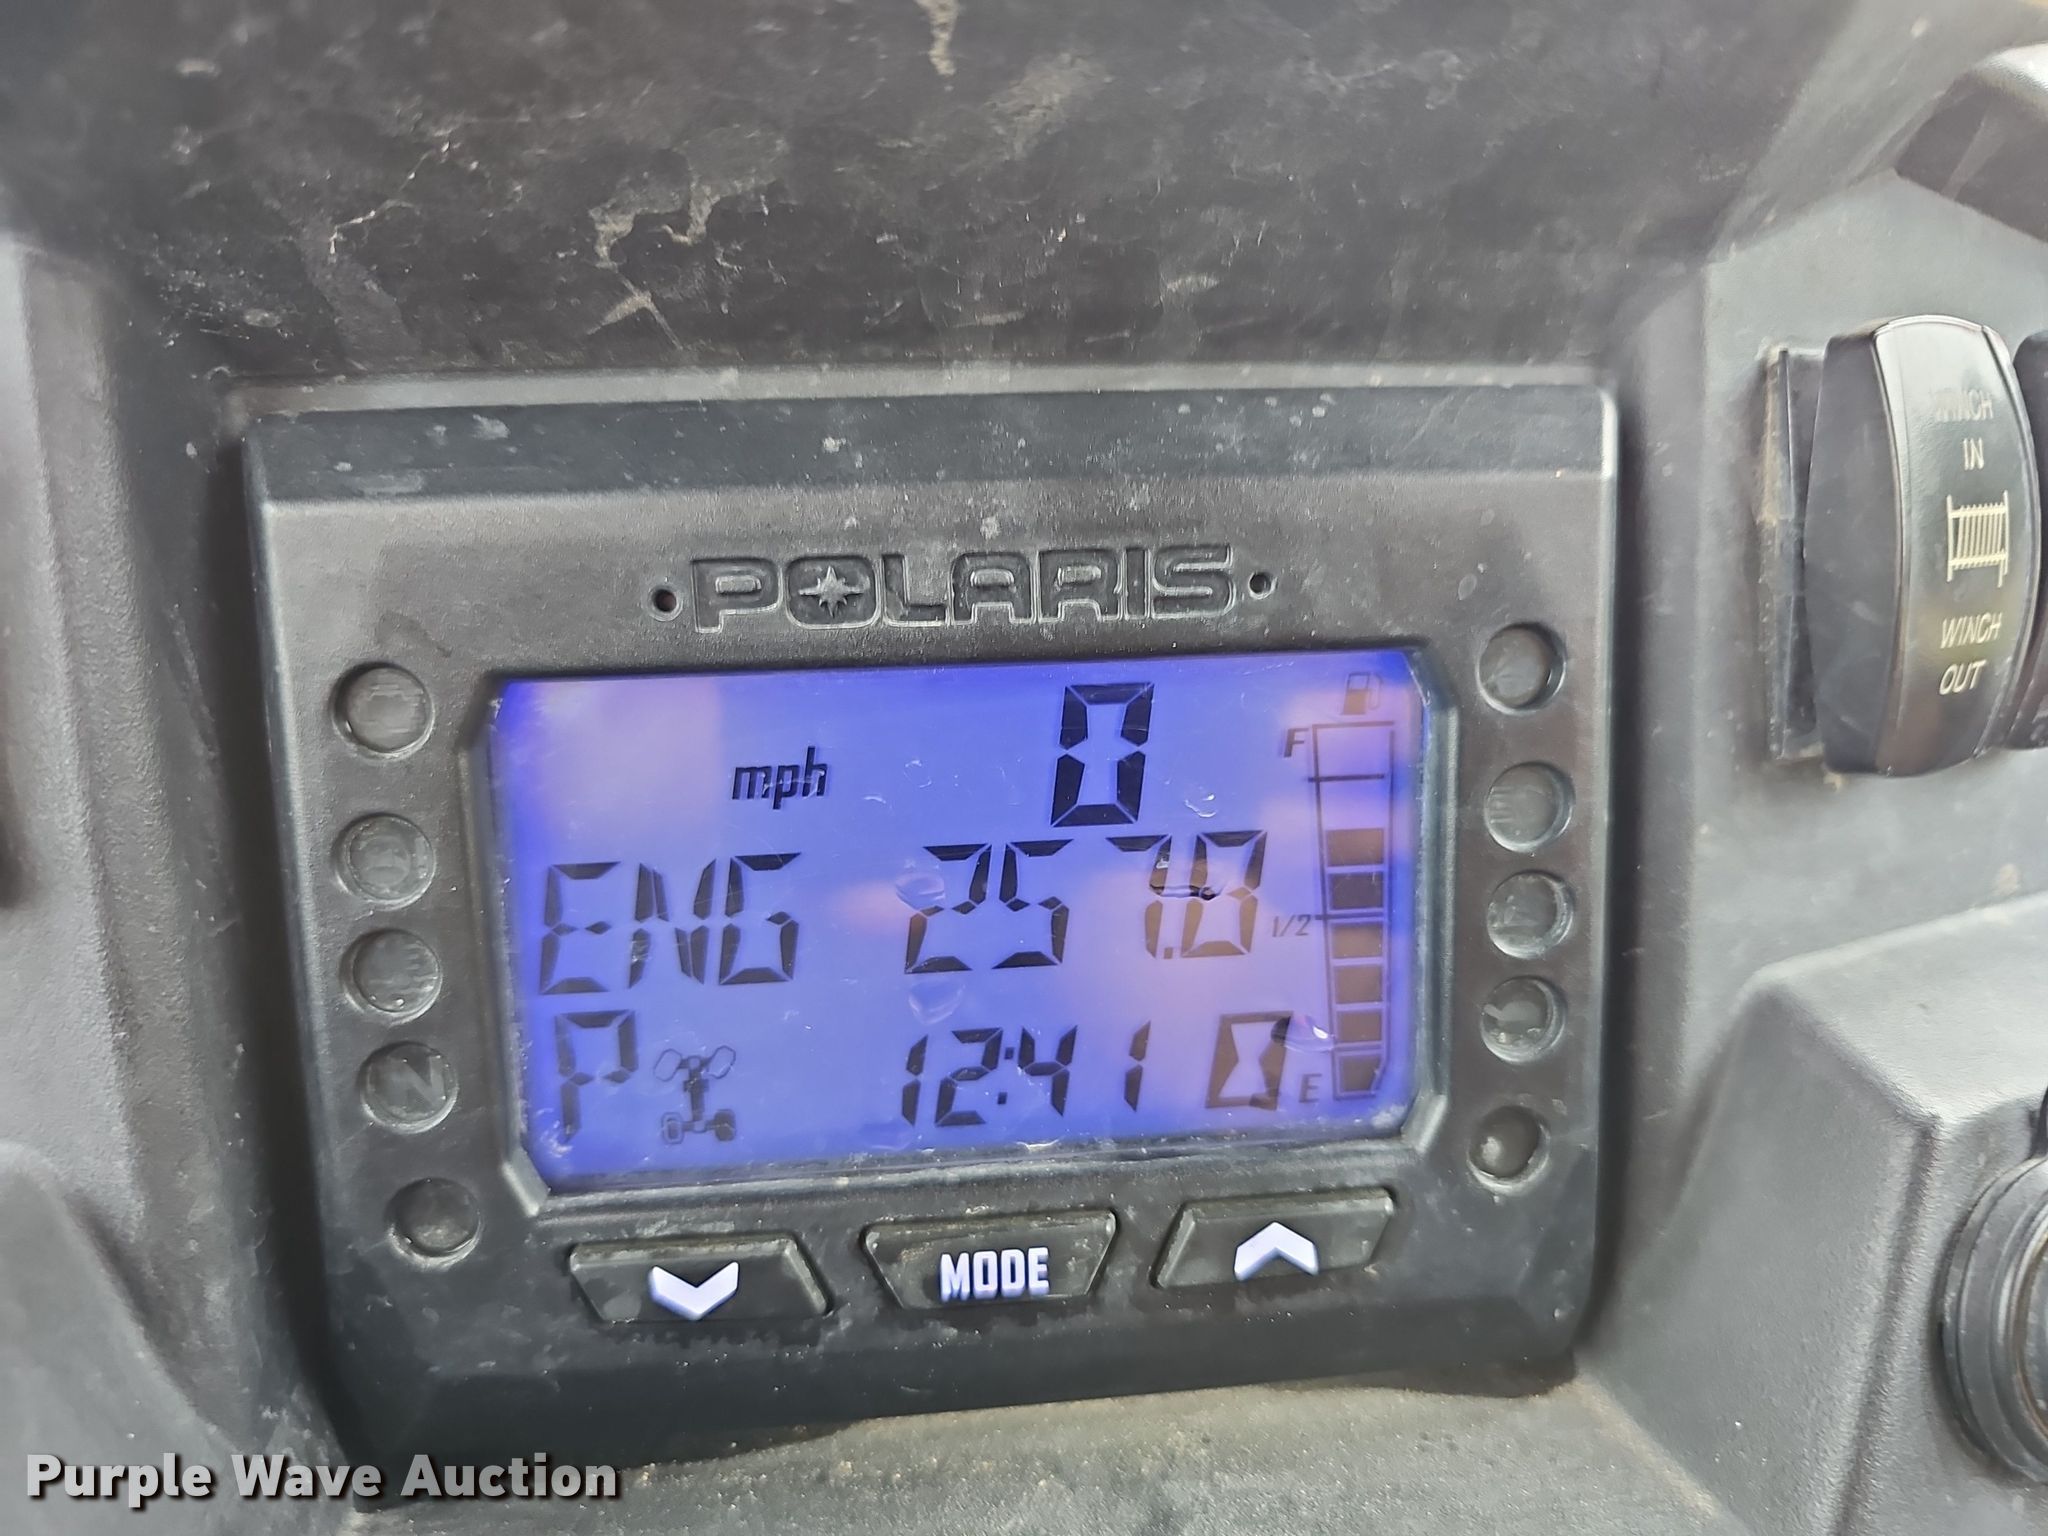 WINCH
IN
WINCH
OUT
POLARIS
mph 0
F
ENG 257.8
1/2
P 12:41
E
MODE
Purple Wave Auction